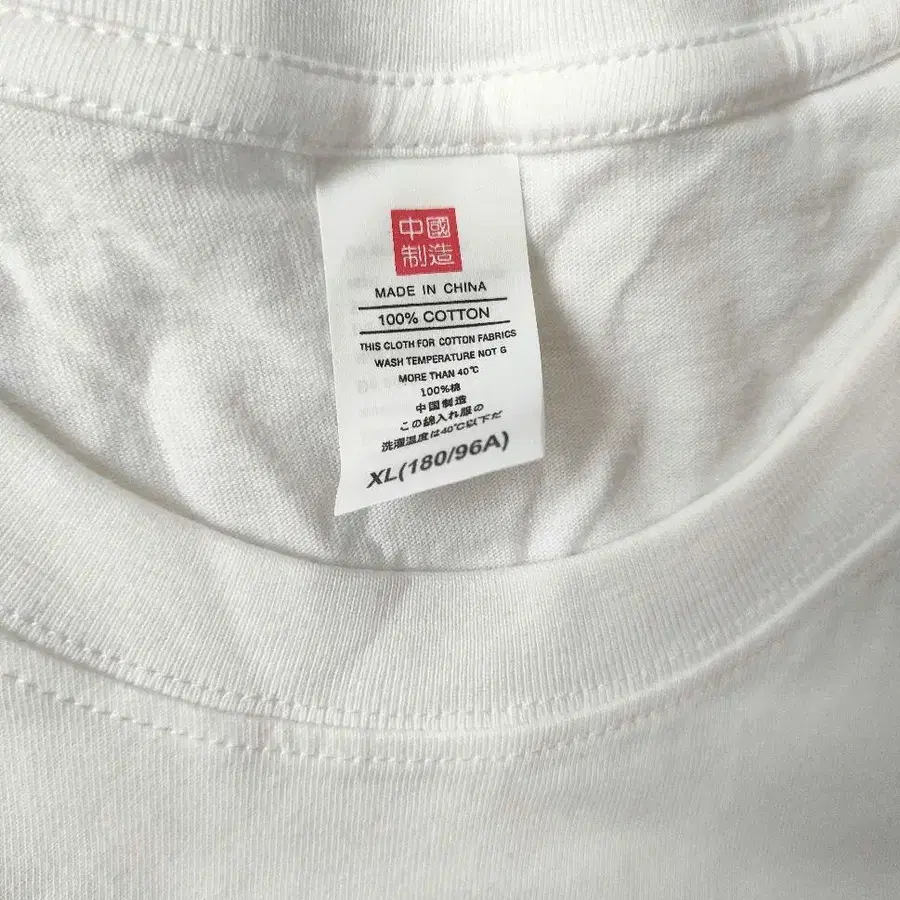 中國
制造
MADE IN CHINA
100% COTTON
THIS CLOTH FOR COTTON FABRICS
WASH TEMPERATURE NOT G
MORE THAN 40℃
100%棉
中国制造
この綿入れ服の
洗濯温度は40℃以下だ
XL(180/96A)